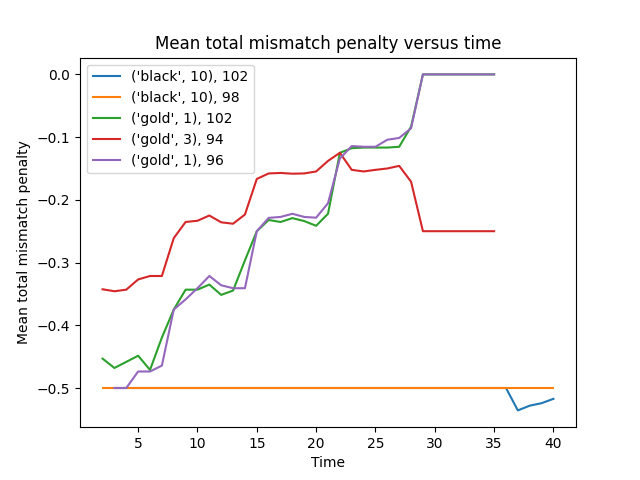 Mean total mismatch penalty versus time
('black', 10), 102
('black', 10), 98
('gold', 1), 102
('gold', 3), 94
('gold', 1), 96
Mean total mismatch penalty
0.0
−0.1
−0.2
−0.3
−0.4
−0.5
5 10 15 20 25 30 35 40
Time